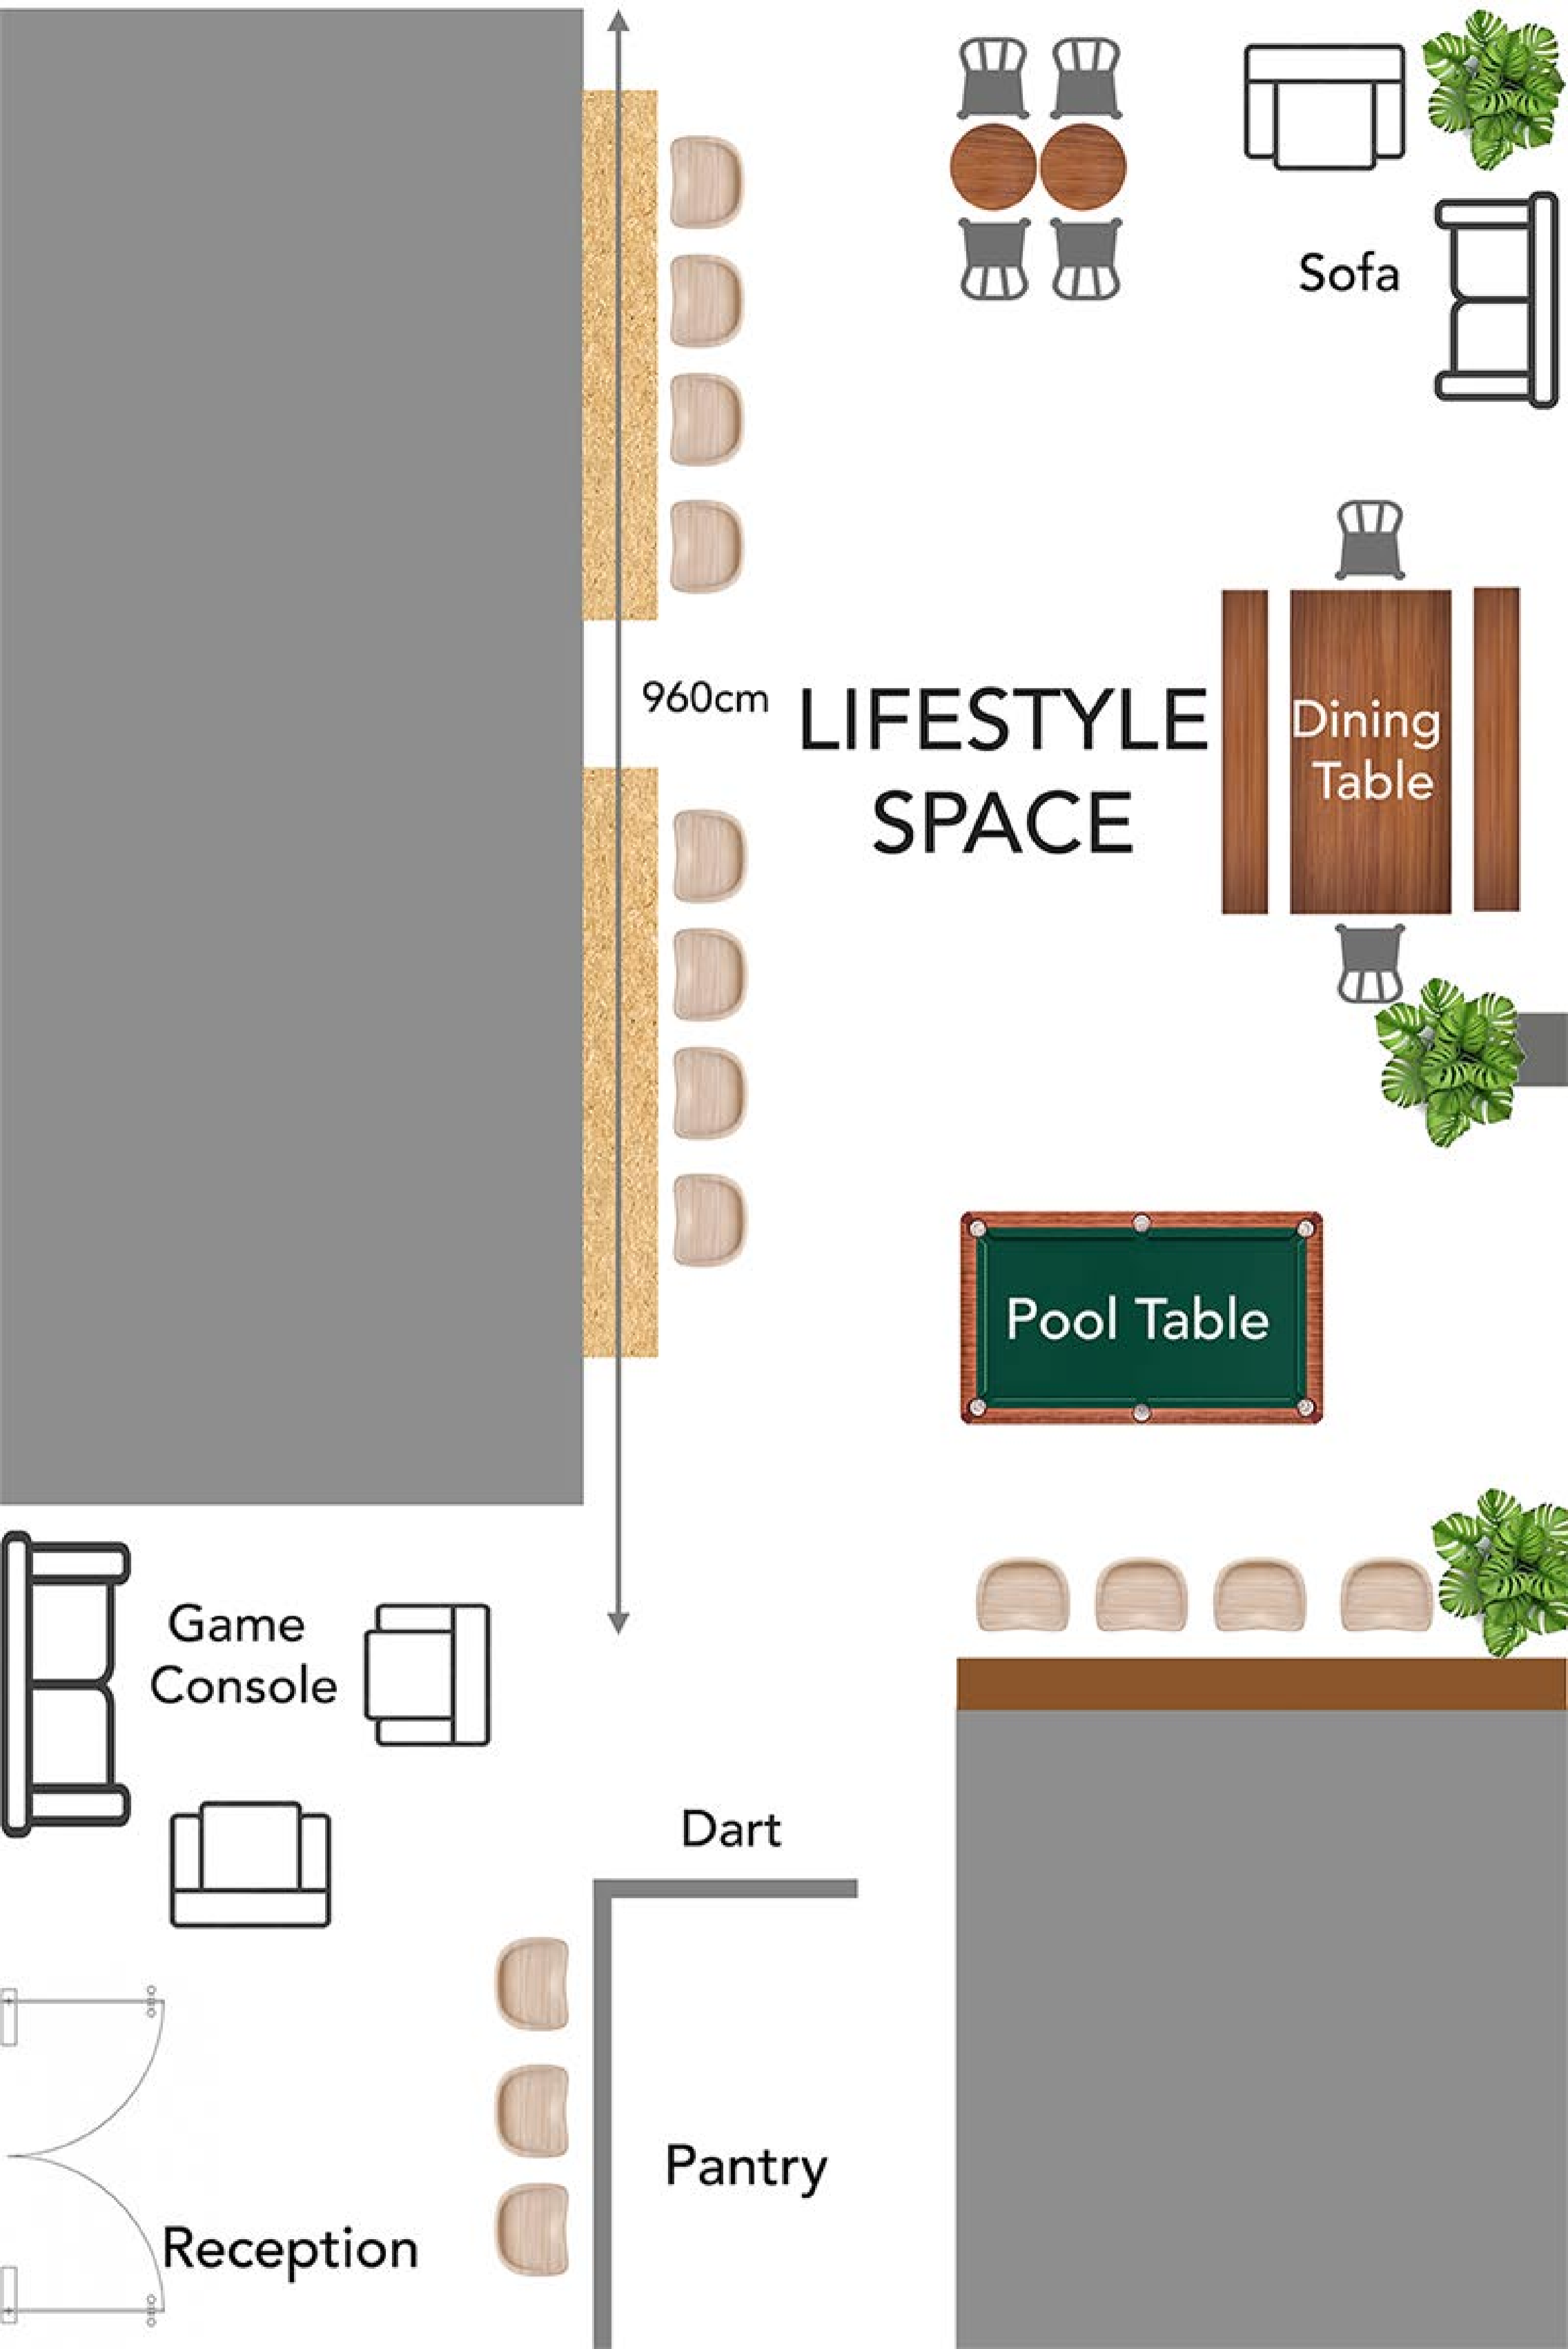 Sofa
960cm
LIFESTYLE
SPACE
Dining
Table
Pool Table
Game
Console
Dart
Pantry
Reception